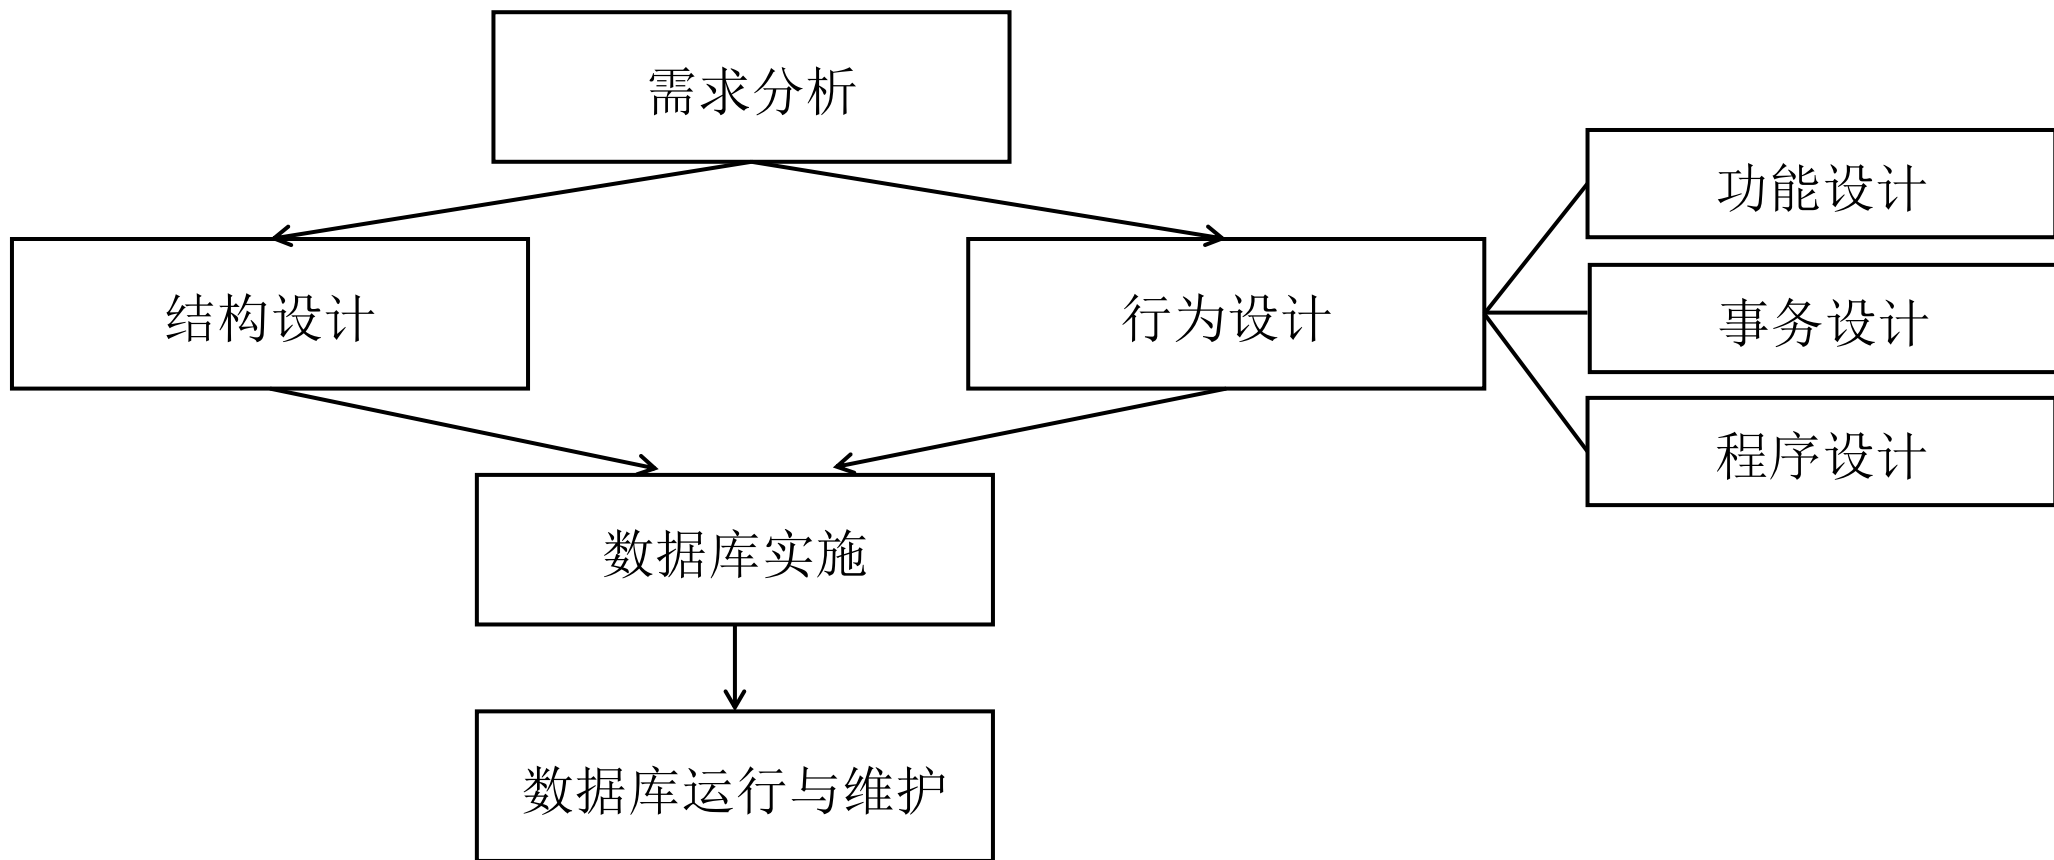 需求分析
功能设计
结构设计
行为设计
事务设计
程序设计
数据库实施
数据库运行与维护